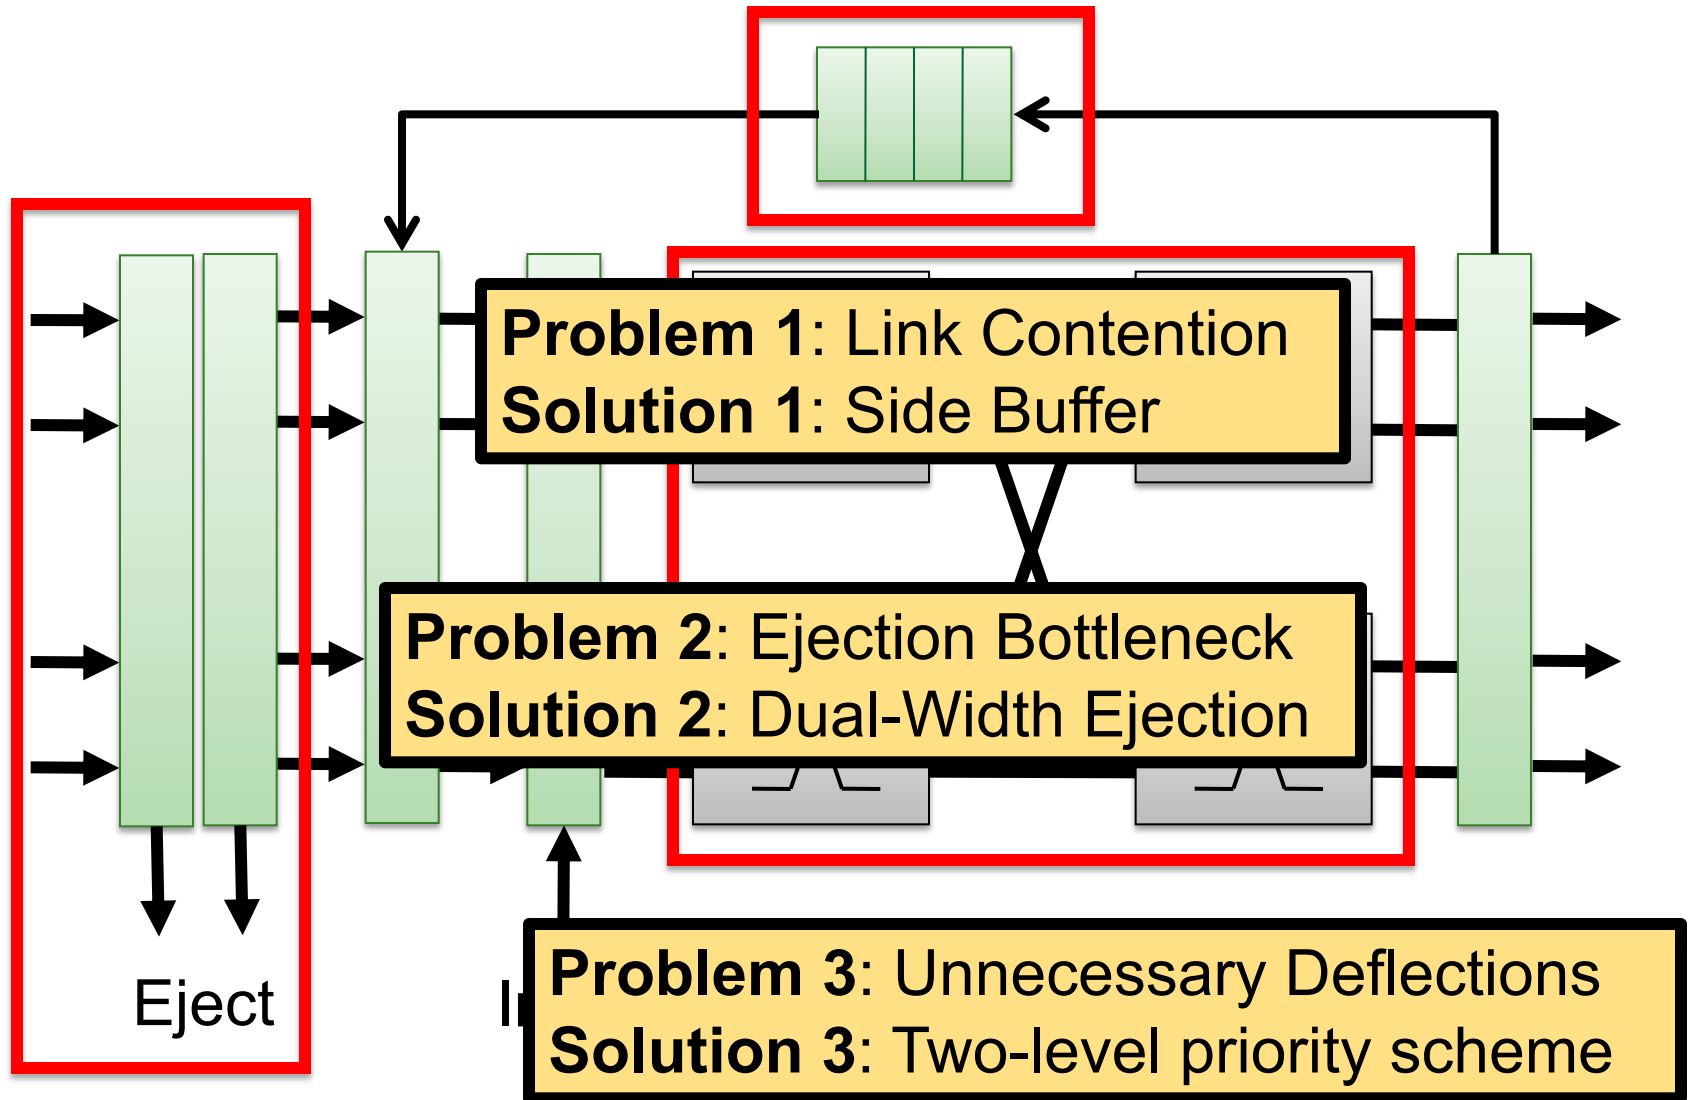 Problem 1: Link Contention
Solution 1: Side Buffer
Problem 2: Ejection Bottleneck
Solution 2: Dual-Width Ejection
Eject
Problem 3: Unnecessary Deflections
Solution 3: Two-level priority scheme